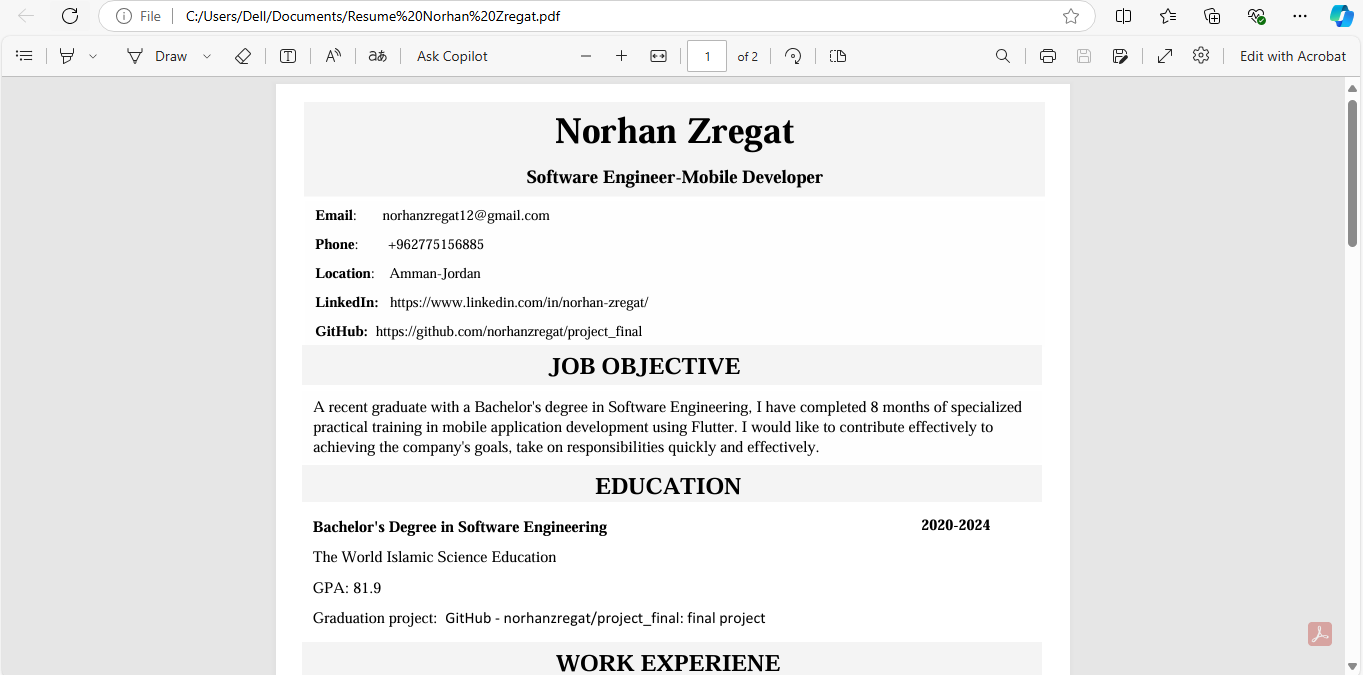 File C:/Users/Dell/Documents/Resume%20Norhan%20Zregat.pdf
Draw aあ Ask Copilot 1 of 2 Edit with Acrobat
Norhan Zregat
Software Engineer-Mobile Developer
Email: norhanzregat12@gmail.com
Phone: +962775156885
Location: Amman-Jordan
LinkedIn: https://www.linkedin.com/in/norhan-zregat/
GitHub: https://github.com/norhanzregat/project_final
JOB OBJECTIVE
A recent graduate with a Bachelor's degree in Software Engineering, I have completed 8 months of specialized
practical training in mobile application development using Flutter. I would like to contribute effectively to
achieving the company's goals, take on responsibilities quickly and effectively.
EDUCATION
Bachelor's Degree in Software Engineering 2020-2024
The World Islamic Science Education
GPA: 81.9
Graduation project: GitHub - norhanzregat/project_final: final project
WORK EXPERIENE